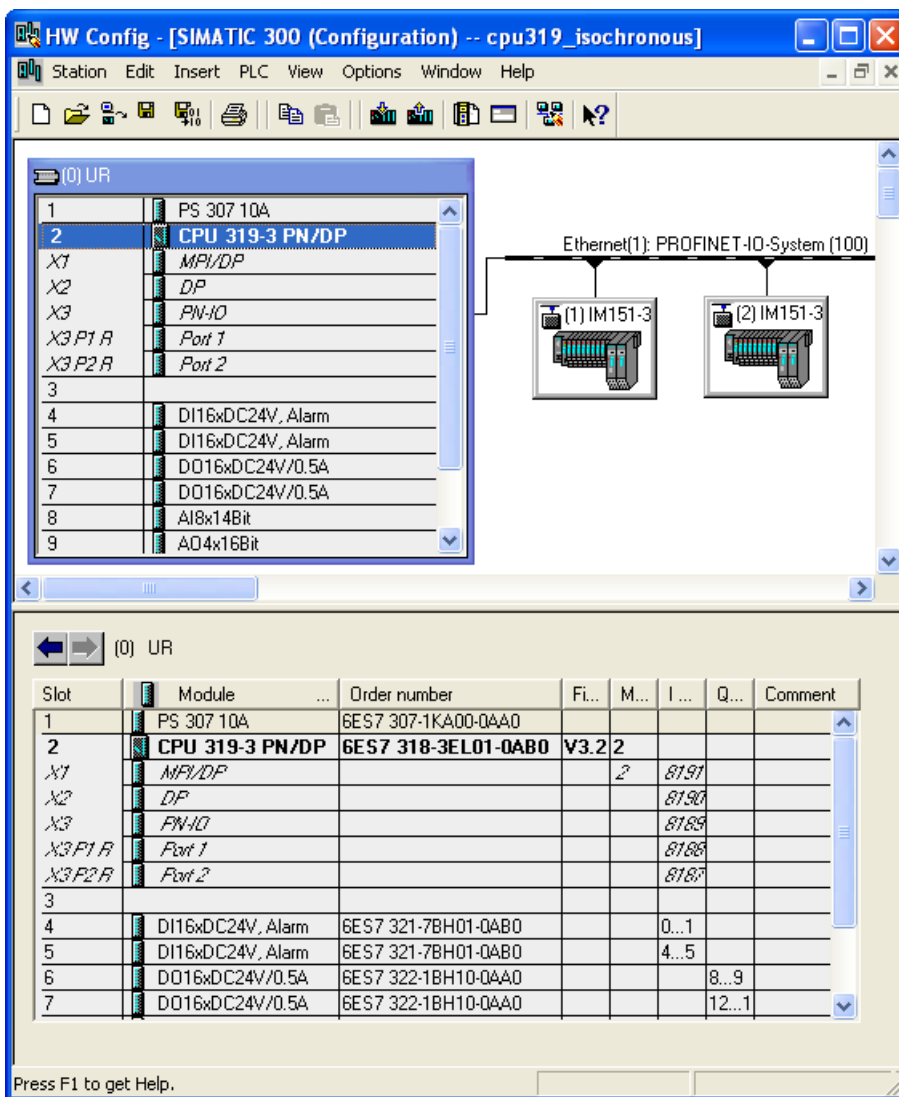 HW Config - [SIMATIC 300 (Configuration) -- cpu319_isochronous]
Station Edit Insert PLC View Options Window Help
(0) UR
1 PS 307 10A
2 CPU 319-3 PN/DP
X1 MPI/DP
X2 DP
X3 PN-IO
X3 P1 R Port 1
X3 P2 R Port 2
3
4 DI16xDC24V, Alarm
5 DI16xDC24V, Alarm
6 DO16xDC24V/0.5A
7 DO16xDC24V/0.5A
8 AI8x14Bit
9 AO4x16Bit
Ethernet(1): PROFINET-IO-System (100)
(1) IM151-3
(2) IM151-3
(0) UR
Slot Module ... Order number Fi... M... I ... Q... Comment
1 PS 307 10A 6ES7 307-1KA00-0AA0
2 CPU 319-3 PN/DP 6ES7 318-3EL01-0AB0 V3.2 2
X1 MPI/DP 2 8191
X2 DP 8190
X3 PN-IO 8189
X3 P1 R Port 1 8188
X3 P2 R Port 2 8187
3
4 DI16xDC24V, Alarm 6ES7 321-7BH01-0AB0 0...1
5 DI16xDC24V, Alarm 6ES7 321-7BH01-0AB0 4...5
6 DO16xDC24V/0.5A 6ES7 322-1BH10-0AA0 8...9
7 DO16xDC24V/0.5A 6ES7 322-1BH10-0AA0 12...1
Press F1 to get Help.